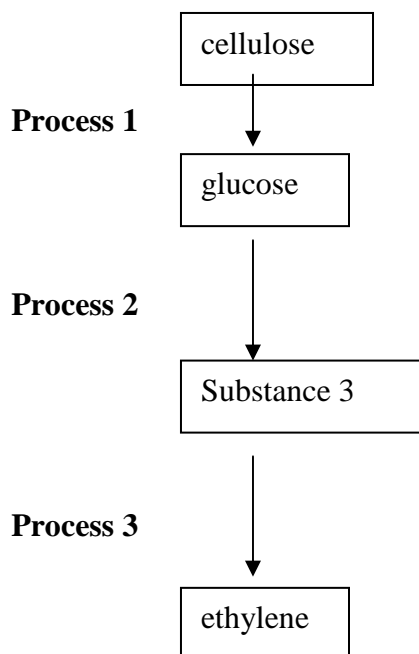 cellulose
Process 1
glucose
Process 2
Substance 3
Process 3
ethylene